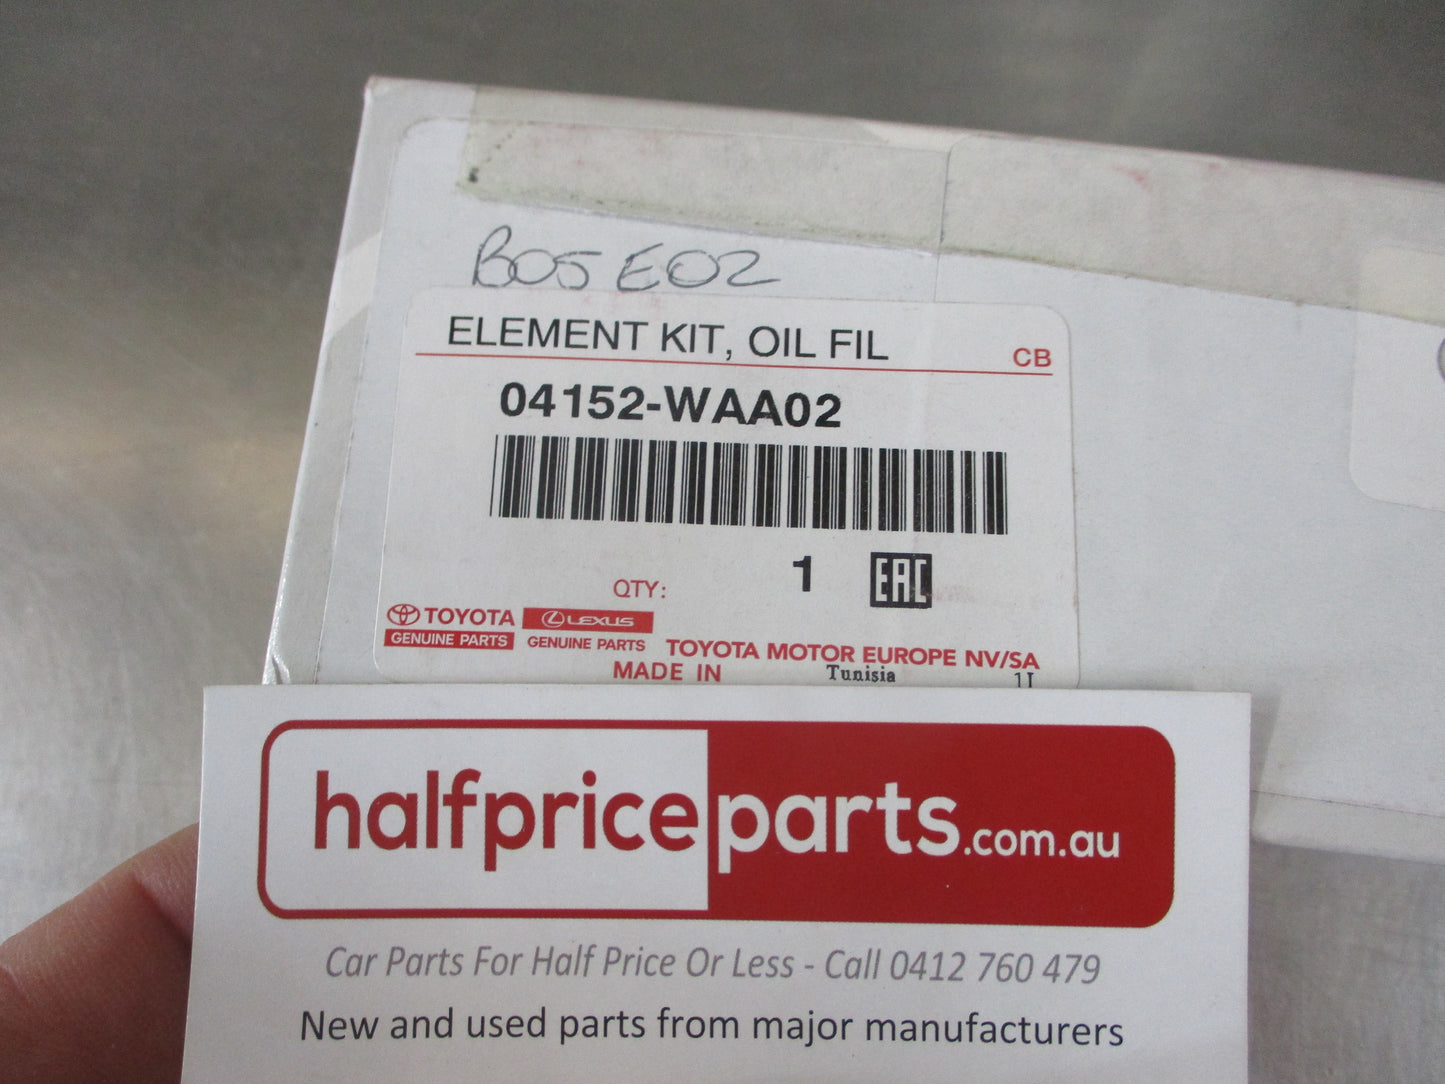 B05E02
ELEMENT KIT, OIL FIL
CB
04152-WAA02
QTY: 1 EAC
TOYOTA LEXUS
GENUINE PARTS GENUINE PARTS TOYOTA MOTOR EUROPE NV/SA
MADE IN Tunisia 1I
halfpriceparts.com.au
Car Parts For Half Price Or Less - Call 0412 760 479
New and used parts from major manufacturers